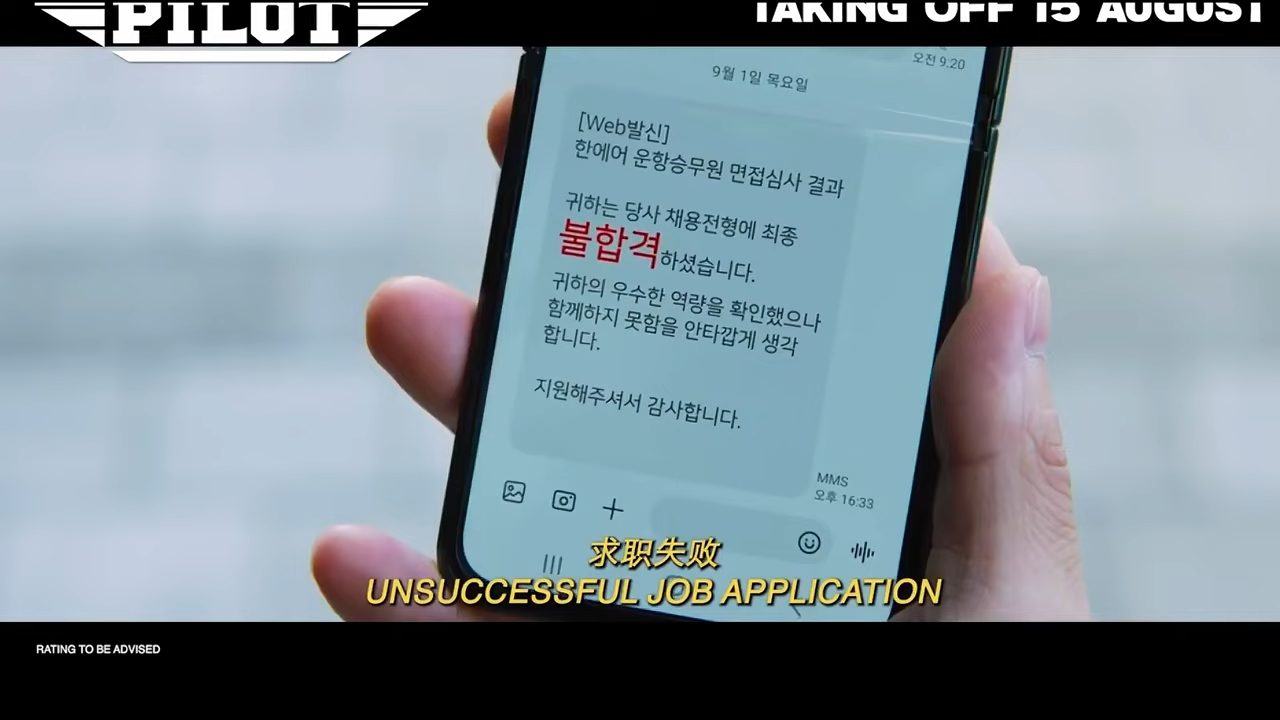 PILOT
TAKING OFF 15 AUGUST
오전 9:20
9월 1일 목요일
[Web발신]
한에어 운항승무원 면접심사 결과
귀하는 당사 채용전형에 최종
불합격하셨습니다.
귀하의 우수한 역량을 확인했으나
함께하지 못함을 안타깝게 생각
합니다.
지원해주셔서 감사합니다.
MMS
오후 16:33
求职失败
UNSUCCESSFUL JOB APPLICATION
RATING TO BE ADVISED